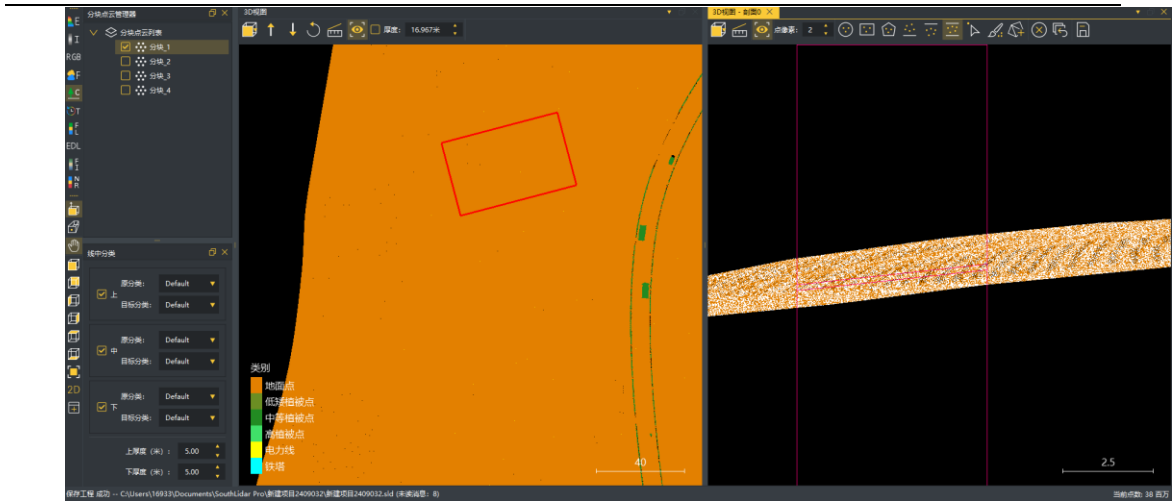 分块点云管理器
分块点云列表
分块_1
分块_2
分块_3
分块_4
E
I
RGB
F
C
T
F
L
EDL
F
I
N
R
2D
线中分类
上
原分类: Default
目标分类: Default
中
原分类: Default
目标分类: Default
下
原分类: Default
目标分类: Default
上厚度（米）: 5.00
下厚度（米）: 5.00
3D视图
厚度: 16.967米
类别
地面点
低矮植被点
中等植被点
高植被点
电力线
铁塔
40
3D视图 - 剖面0
点像素: 2
2.5
保存工程 成功 -- C:\Users\16933\Documents\SouthLidar Pro\新建项目2409032\新建项目2409032.sld (未读消息: 8)
当前点数: 38 百万